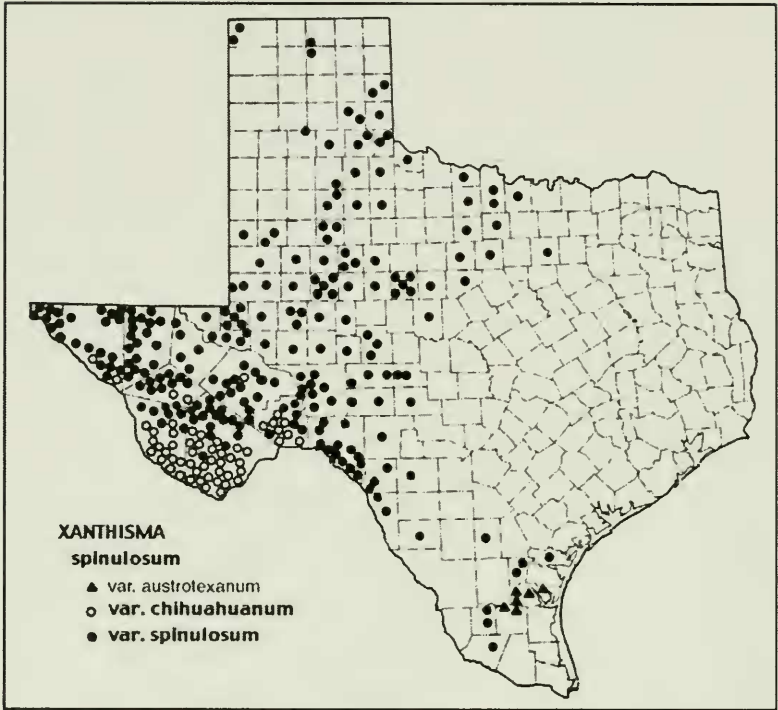 XANTHISMA
spinulosum
var. austrotexanum
var. chihuahuanum
var. spinulosum